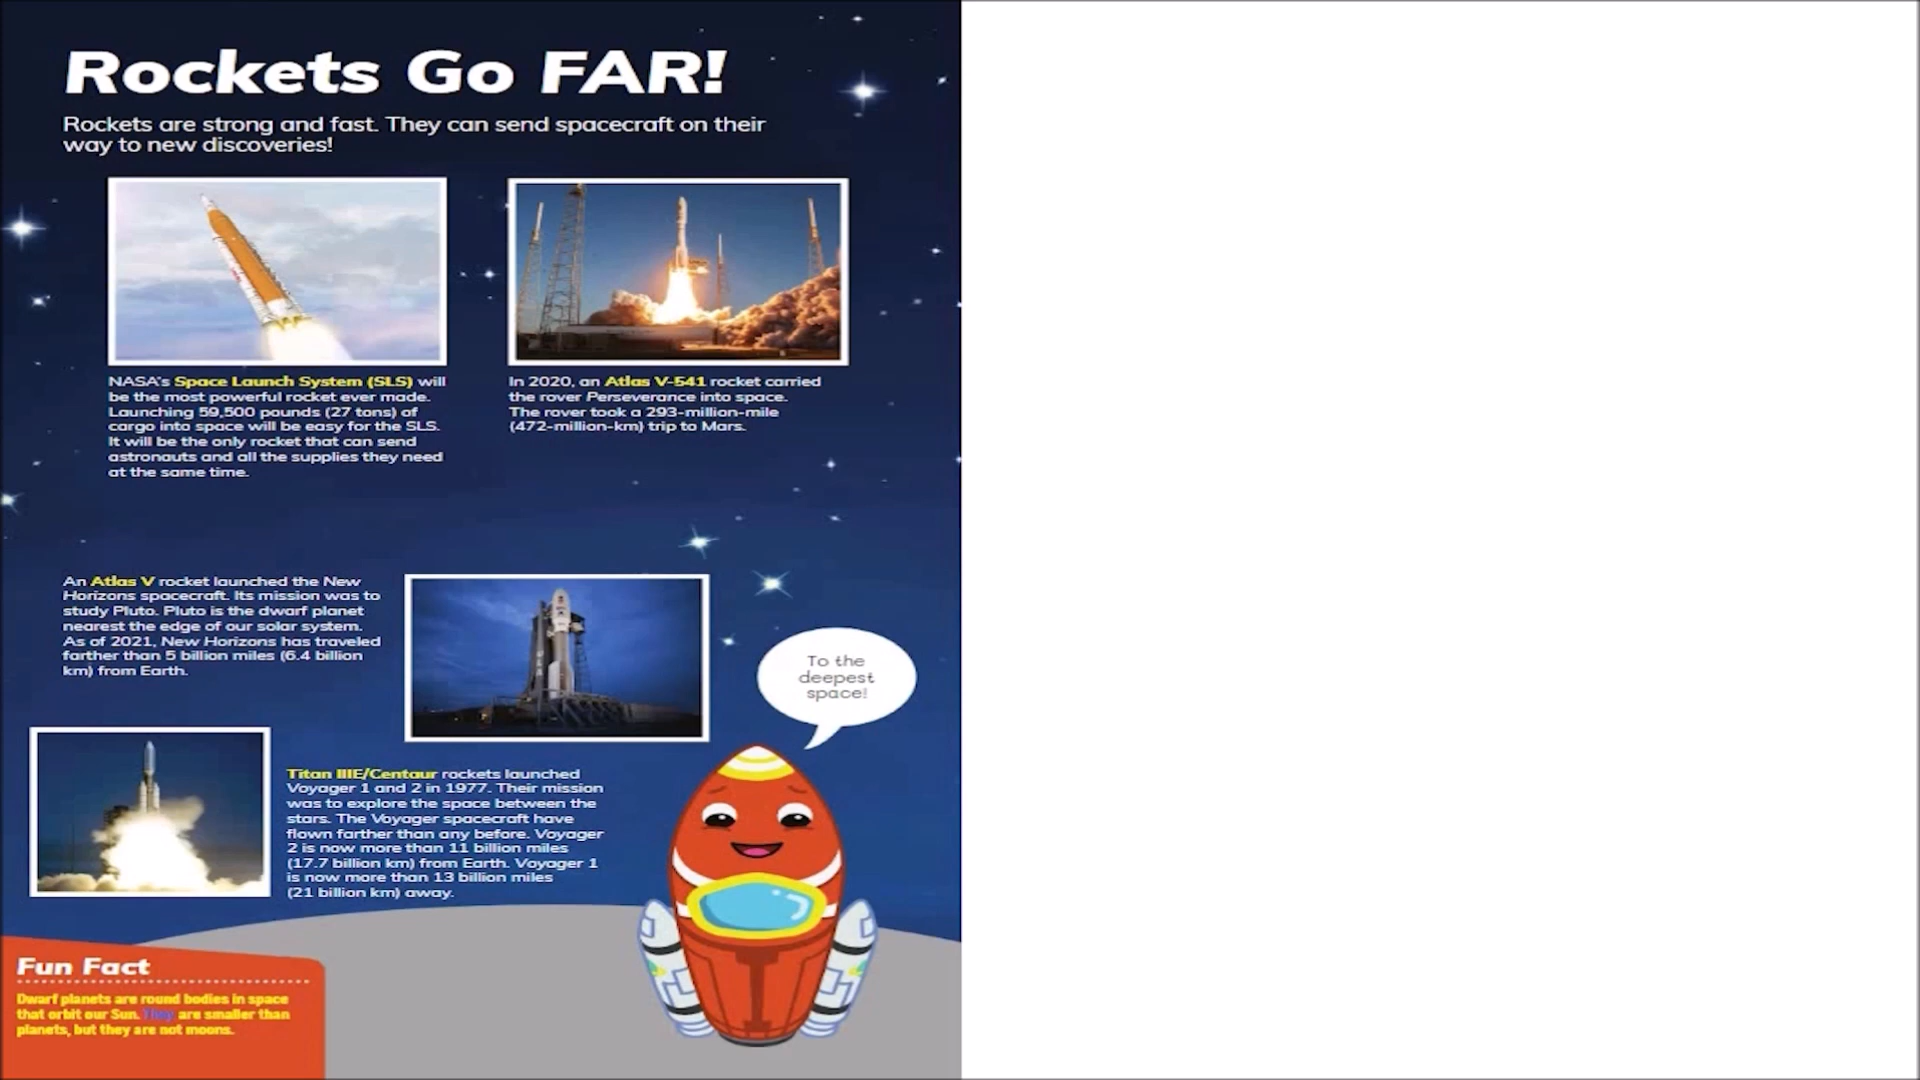 Rockets Go FAR!
Rockets are strong and fast. They can send spacecraft on their
way to new discoveries!
NASA's Space Launch System (SLS) will
be the most powerful rocket ever made.
Launching 59,500 pounds (27 tons) of
cargo into space will be easy for the SLS.
It will be the only rocket that can send
astronauts and all the supplies they need
at the same time.
In 2020, an Atlas V-541 rocket carried
the rover Perseverance into space.
The rover took a 293-million-mile
(472-million-km) trip to Mars.
An Atlas V rocket launched the New
Horizons spacecraft. Its mission was to
study Pluto. Pluto is the dwarf planet
nearest the edge of our solar system.
As of 2021, New Horizons has traveled
farther than 5 billion miles (6.4 billion
km) from Earth.
To the
deepest
space!
Titan IIIE/Centaur rockets launched
Voyager 1 and 2 in 1977. Their mission
was to explore the space between the
stars. The Voyager spacecraft have
flown farther than any before. Voyager
2 is now more than 11 billion miles
(17.7 billion km) from Earth. Voyager 1
is now more than 13 billion miles
(21 billion km) away.
Fun Fact
Dwarf planets are round bodies in space
that orbit our Sun. They are smaller than
planets, but they are not moons.